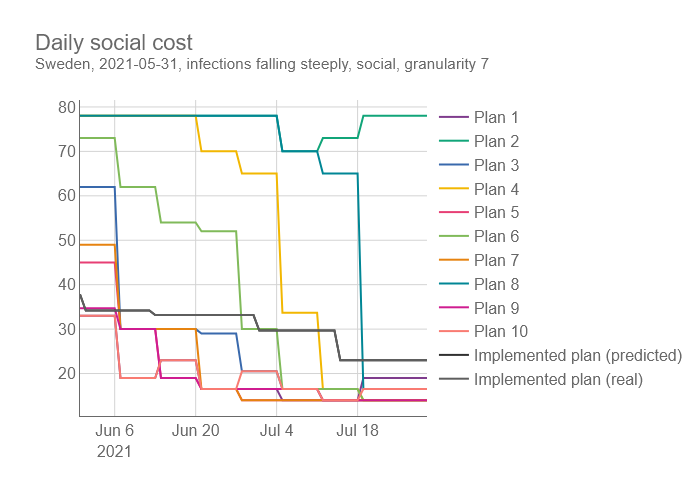 Daily social cost
Sweden, 2021-05-31, infections falling steeply, social, granularity 7
80
70
60
50
40
30
20
Jun 6
2021
Jun 20
Jul 4
Jul 18
Plan 1
Plan 2
Plan 3
Plan 4
Plan 5
Plan 6
Plan 7
Plan 8
Plan 9
Plan 10
Implemented plan (predicted)
Implemented plan (real)